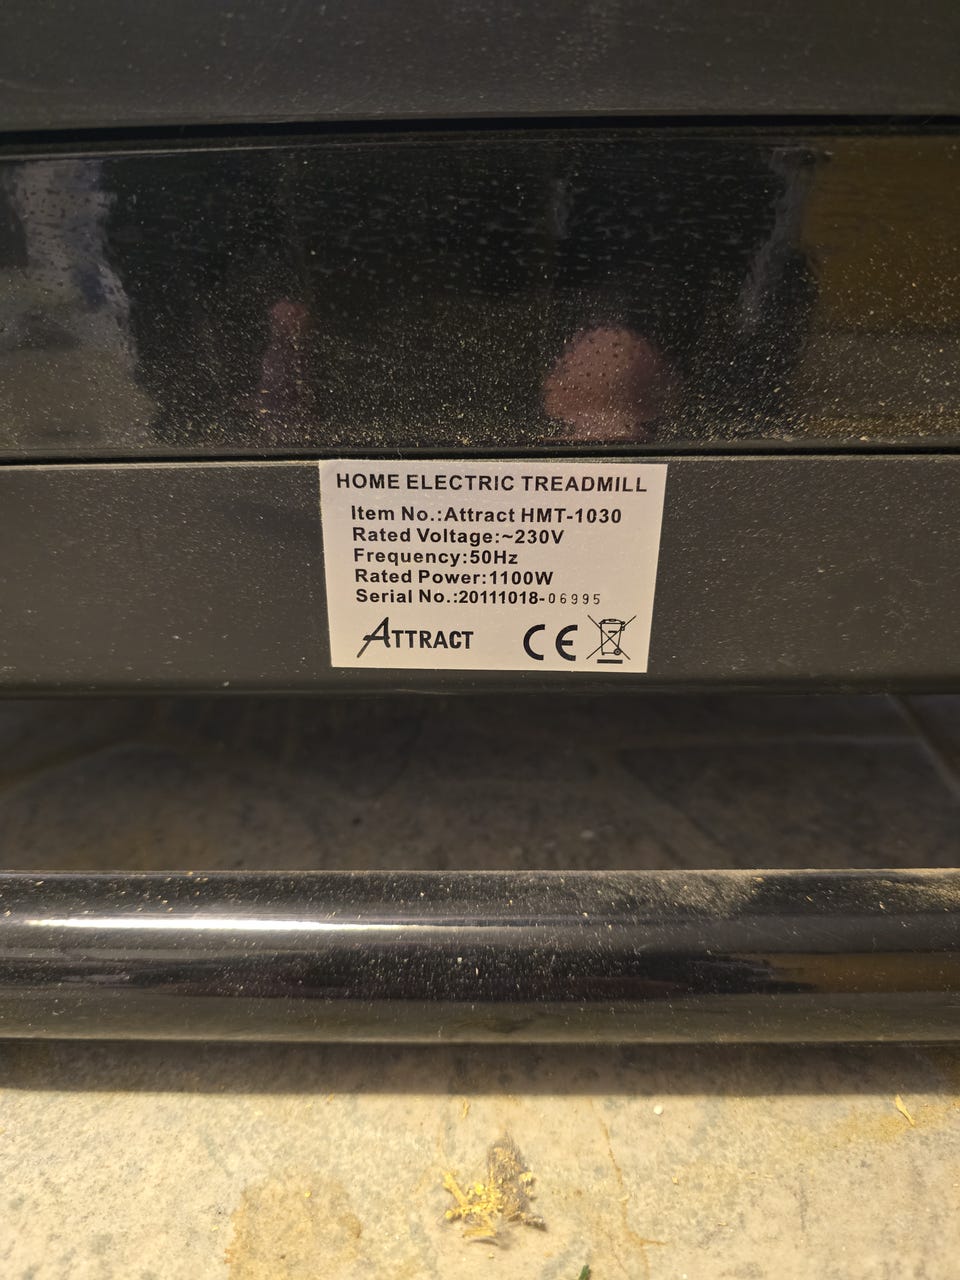 HOME ELECTRIC TREADMILL
Item No.:Attract HMT-1030
Rated Voltage:~230V
Frequency:50Hz
Rated Power:1100W
Serial No.:20111018-06995
ATTRACT CE